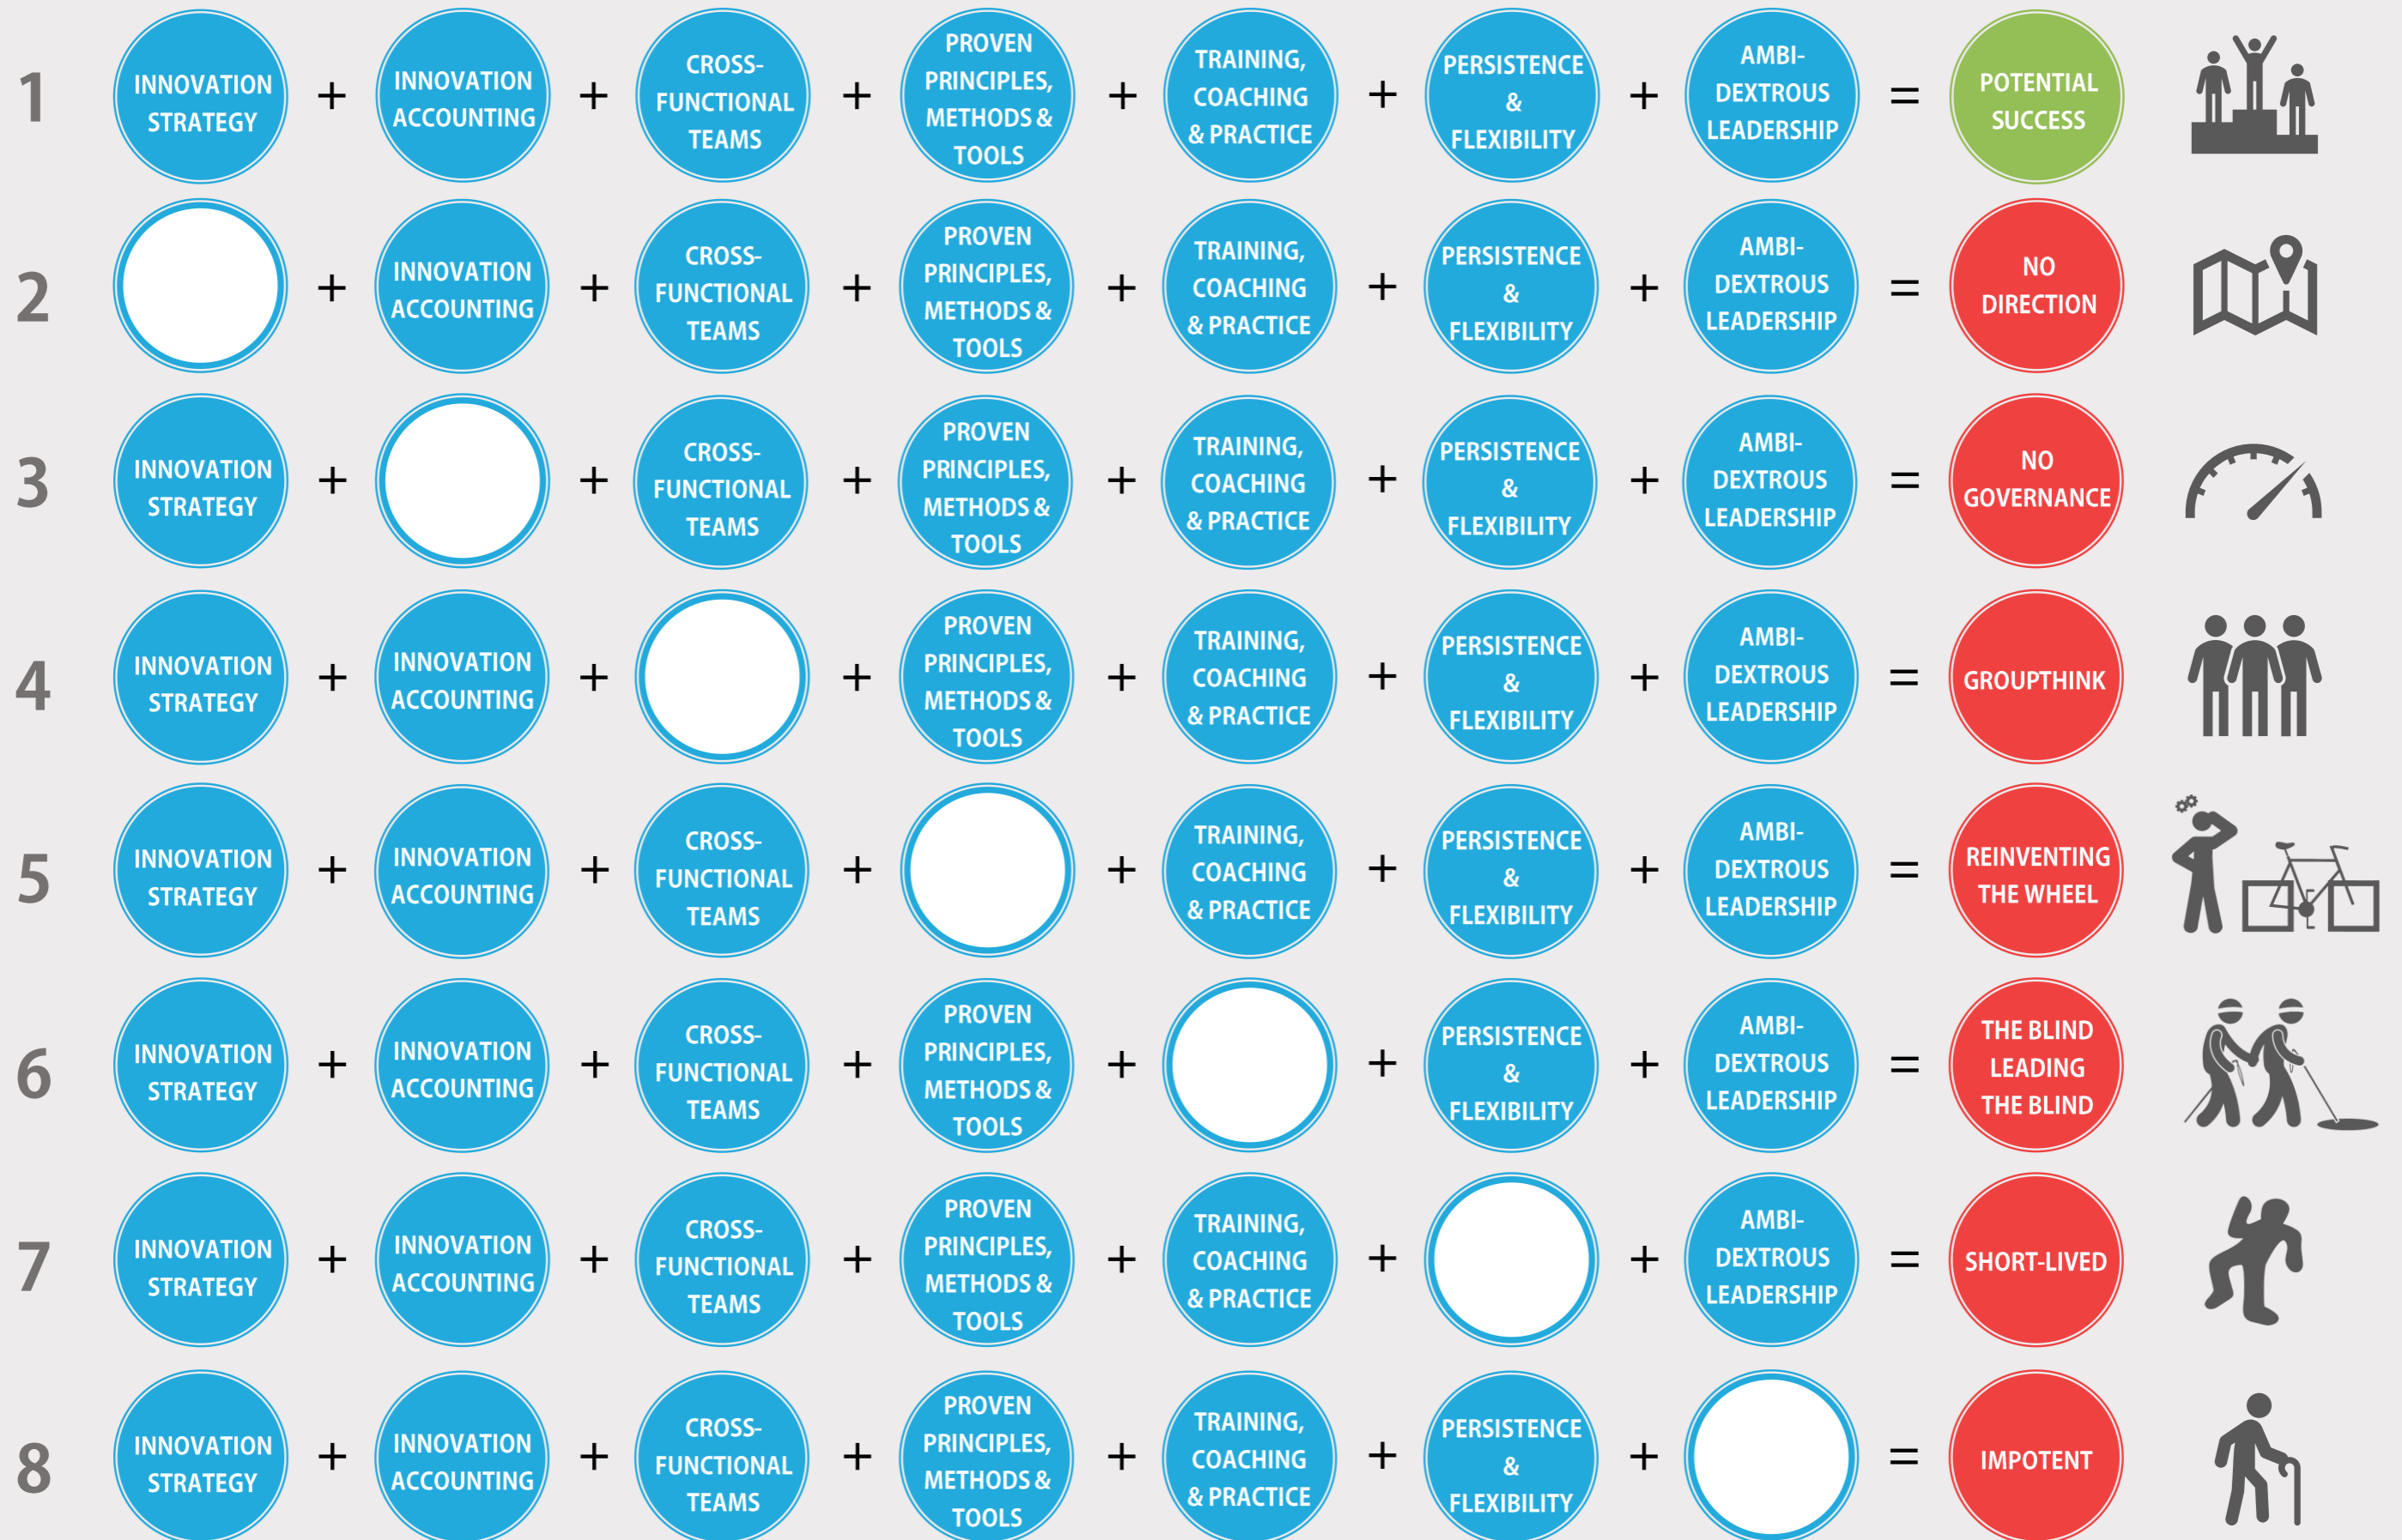 1 INNOVATION STRATEGY + INNOVATION ACCOUNTING + CROSS-FUNCTIONAL TEAMS + PROVEN PRINCIPLES, METHODS & TOOLS + TRAINING, COACHING & PRACTICE + PERSISTENCE & FLEXIBILITY + AMBI-DEXTROUS LEADERSHIP = POTENTIAL SUCCESS
2 + INNOVATION ACCOUNTING + CROSS-FUNCTIONAL TEAMS + PROVEN PRINCIPLES, METHODS & TOOLS + TRAINING, COACHING & PRACTICE + PERSISTENCE & FLEXIBILITY + AMBI-DEXTROUS LEADERSHIP = NO DIRECTION
3 INNOVATION STRATEGY + + CROSS-FUNCTIONAL TEAMS + PROVEN PRINCIPLES, METHODS & TOOLS + TRAINING, COACHING & PRACTICE + PERSISTENCE & FLEXIBILITY + AMBI-DEXTROUS LEADERSHIP = NO GOVERNANCE
4 INNOVATION STRATEGY + INNOVATION ACCOUNTING + + PROVEN PRINCIPLES, METHODS & TOOLS + TRAINING, COACHING & PRACTICE + PERSISTENCE & FLEXIBILITY + AMBI-DEXTROUS LEADERSHIP = GROUPTHINK
5 INNOVATION STRATEGY + INNOVATION ACCOUNTING + CROSS-FUNCTIONAL TEAMS + + TRAINING, COACHING & PRACTICE + PERSISTENCE & FLEXIBILITY + AMBI-DEXTROUS LEADERSHIP = REINVENTING THE WHEEL
6 INNOVATION STRATEGY + INNOVATION ACCOUNTING + CROSS-FUNCTIONAL TEAMS + PROVEN PRINCIPLES, METHODS & TOOLS + + PERSISTENCE & FLEXIBILITY + AMBI-DEXTROUS LEADERSHIP = THE BLIND LEADING THE BLIND
7 INNOVATION STRATEGY + INNOVATION ACCOUNTING + CROSS-FUNCTIONAL TEAMS + PROVEN PRINCIPLES, METHODS & TOOLS + TRAINING, COACHING & PRACTICE + + AMBI-DEXTROUS LEADERSHIP = SHORT-LIVED
8 INNOVATION STRATEGY + INNOVATION ACCOUNTING + CROSS-FUNCTIONAL TEAMS + PROVEN PRINCIPLES, METHODS & TOOLS + TRAINING, COACHING & PRACTICE + PERSISTENCE & FLEXIBILITY + = IMPOTENT